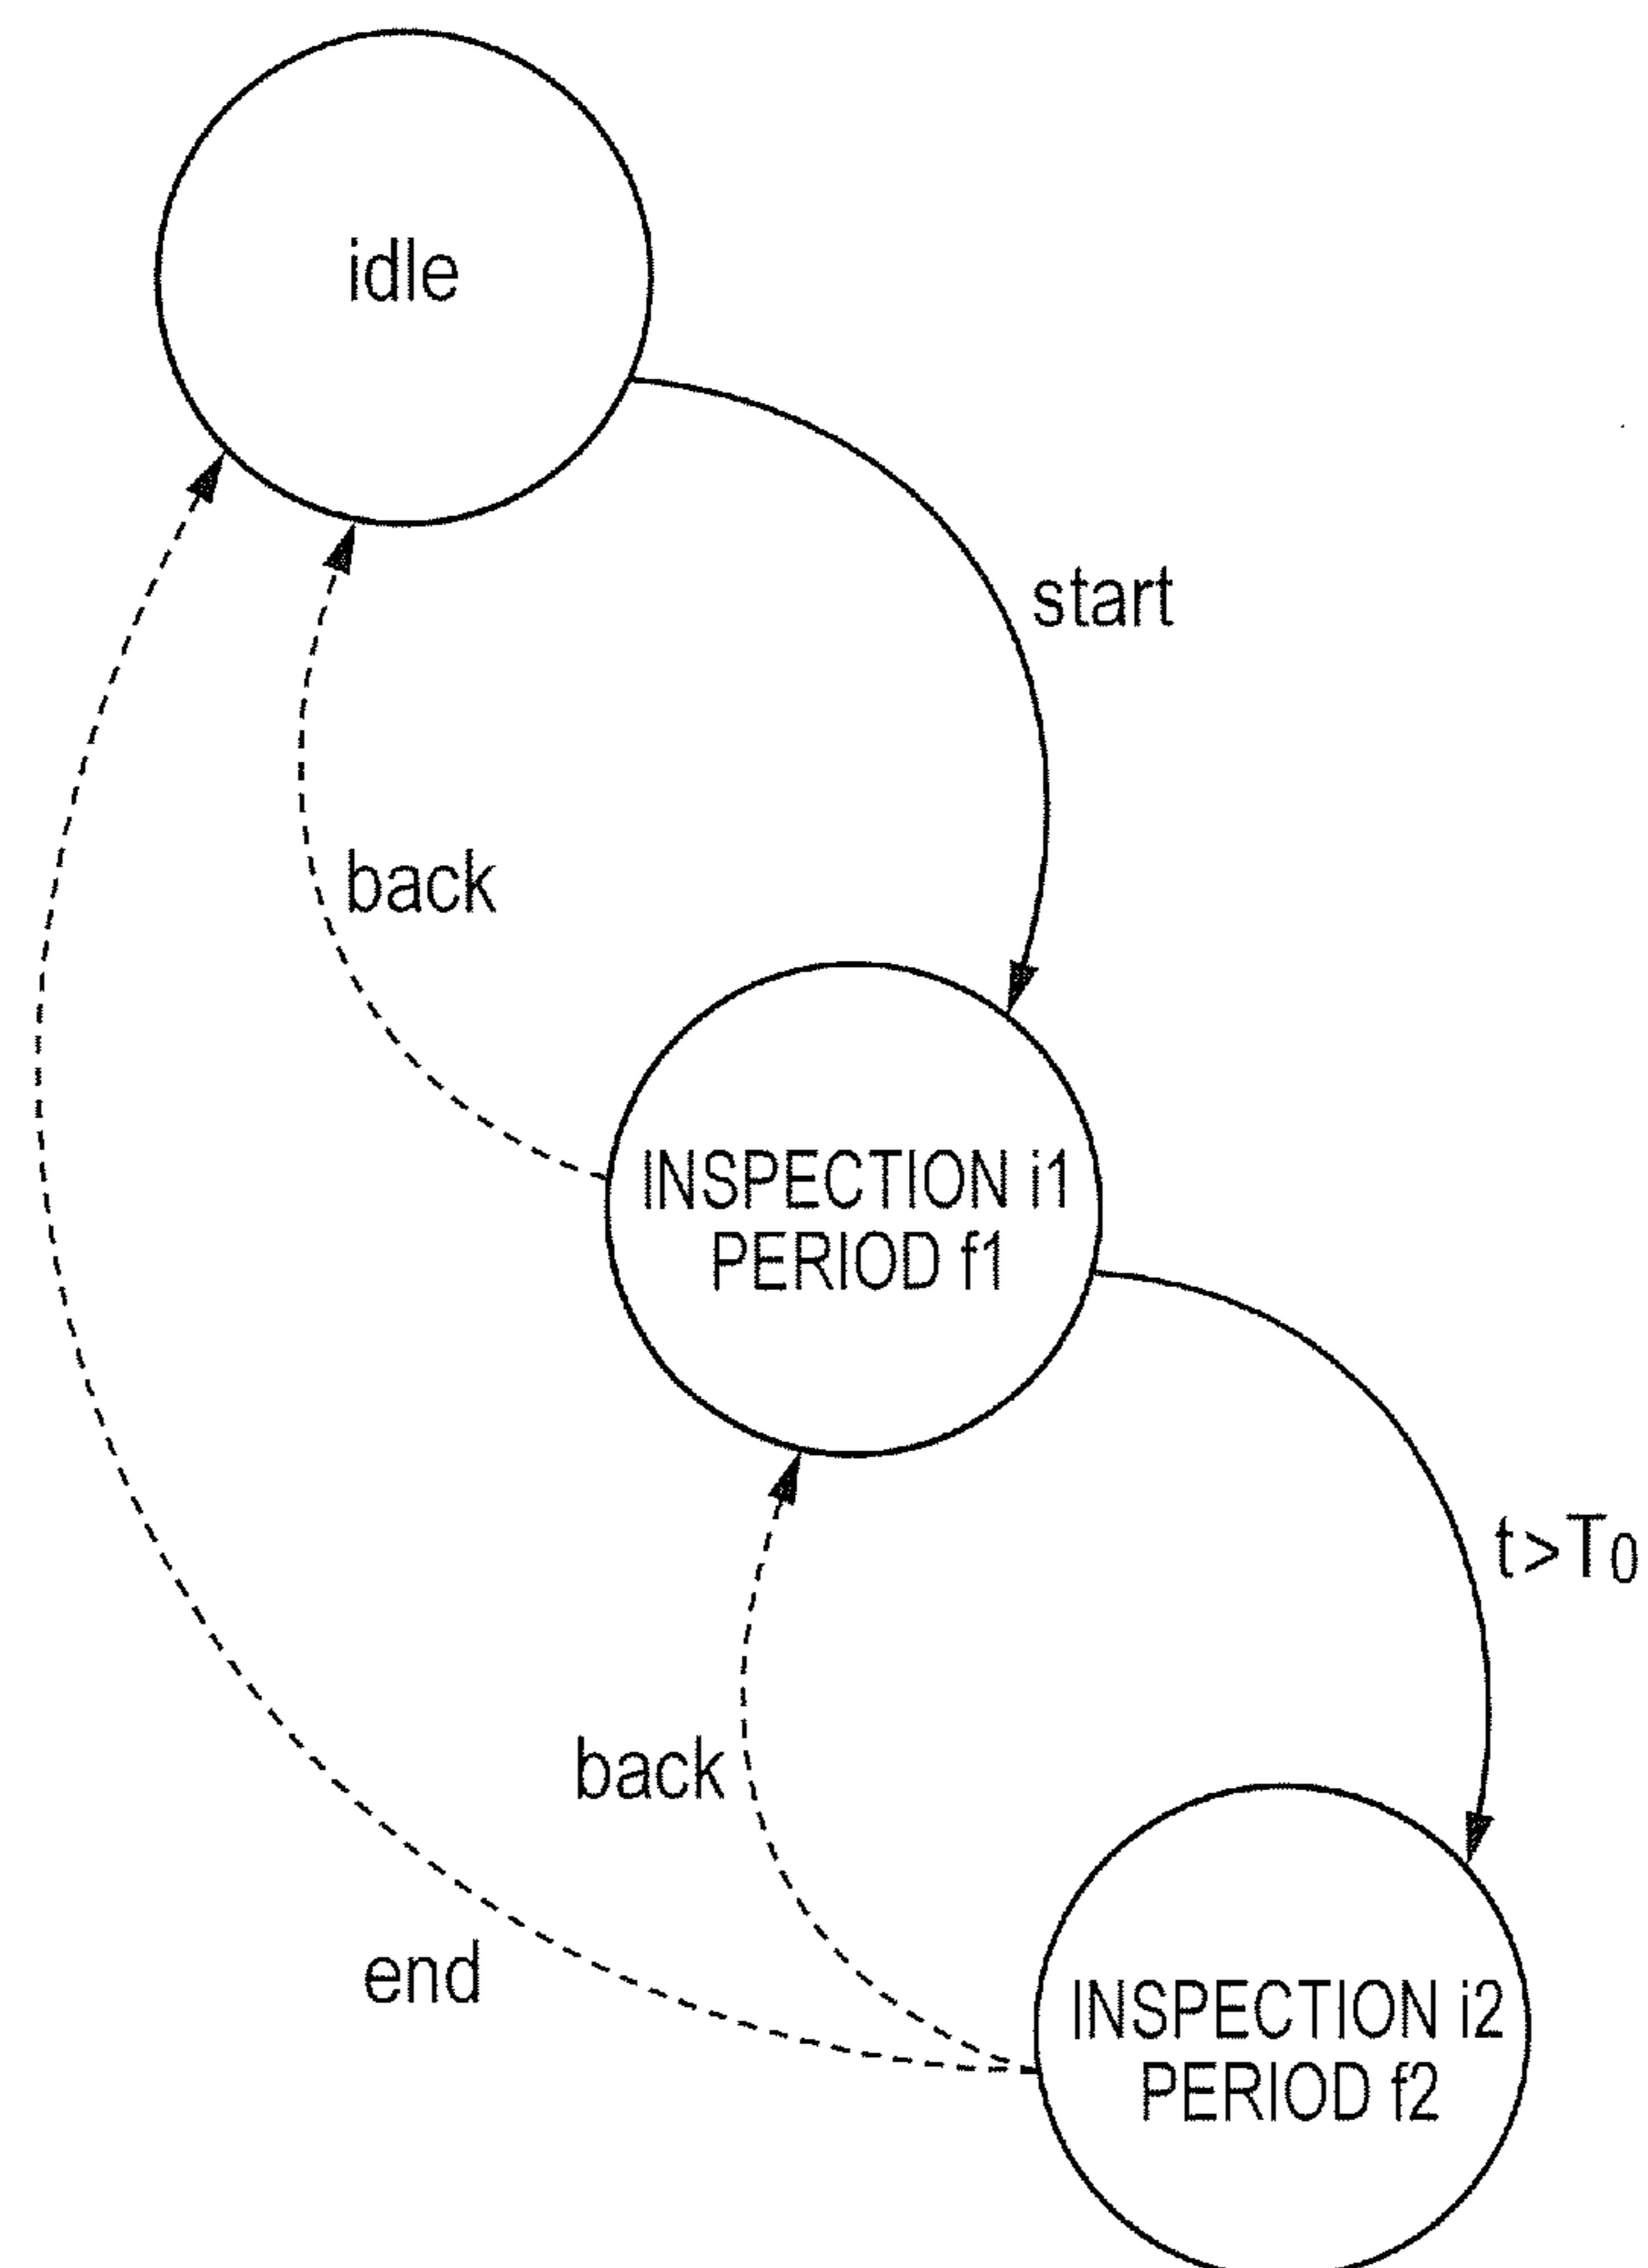 idle
start
back
INSPECTION i1
PERIOD f1
t>T0
back
end
INSPECTION i2
PERIOD f2